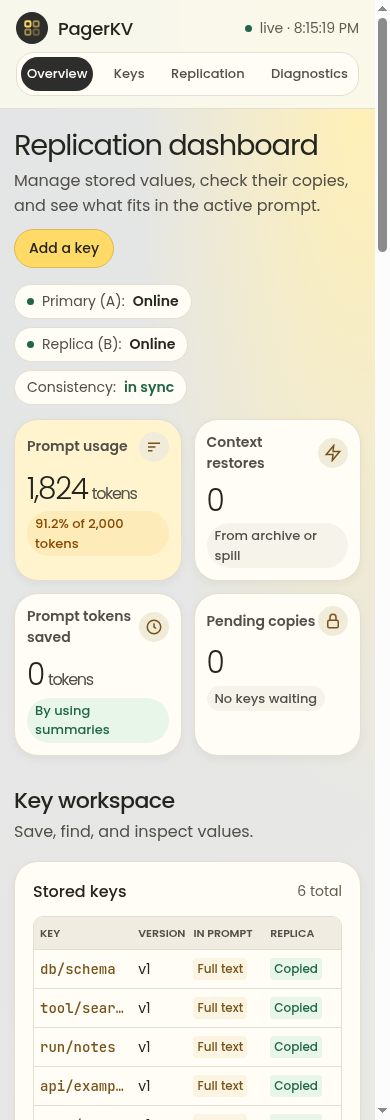 PagerKV
live · 8:15:19 PM
Overview Keys Replication Diagnostics
Replication dashboard
Manage stored values, check their copies,
and see what fits in the active prompt.
Add a key
Primary (A): Online
Replica (B): Online
Consistency: in sync
Prompt usage
1,824 tokens
91.2% of 2,000
tokens
Context
restores
0
From archive or
spill
Prompt tokens
saved
0 tokens
By using
summaries
Pending copies
0
No keys waiting
Key workspace
Save, find, and inspect values.
Stored keys 6 total
KEY VERSION IN PROMPT REPLICA
db/schema v1 Full text Copied
tool/sear… v1 Full text Copied
run/notes v1 Full text Copied
api/examp… v1 Full text Copied